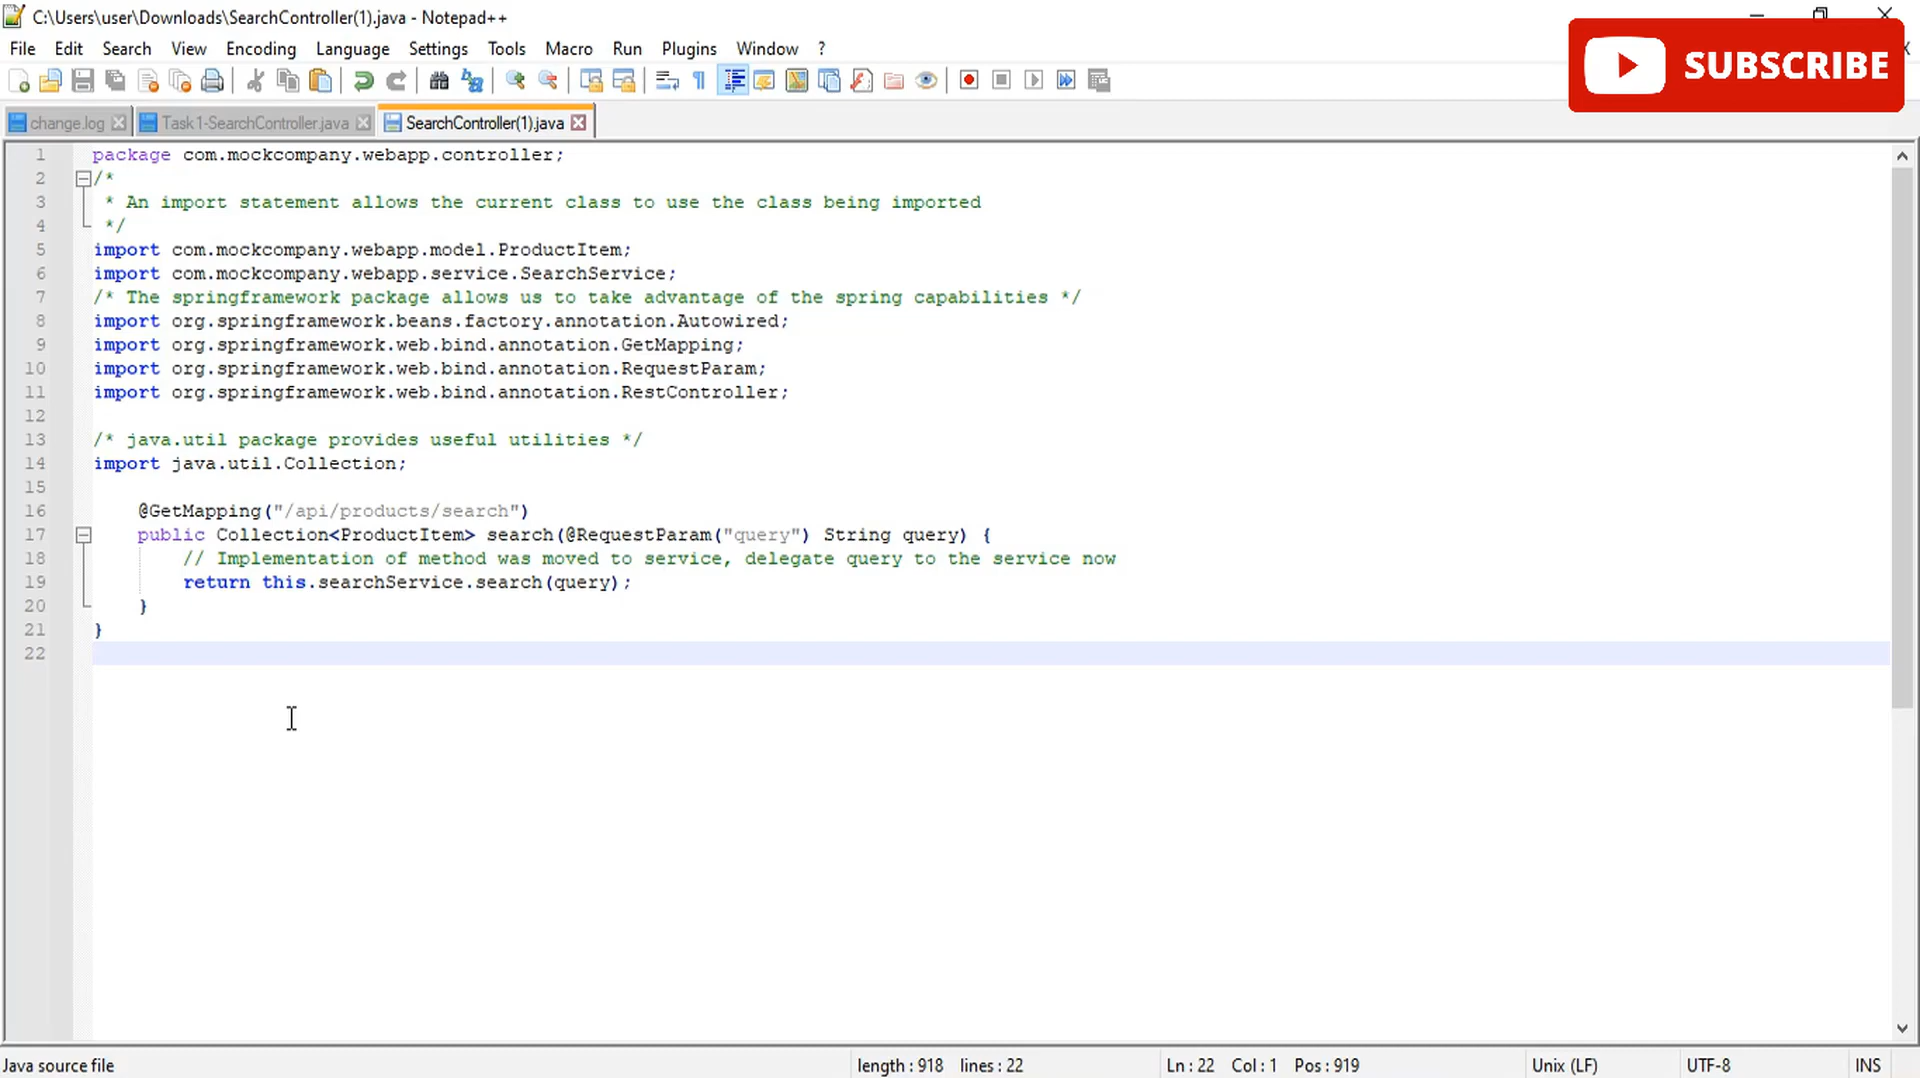 C:\Users\user\Downloads\SearchController(1).java - Notepad++
File Edit Search View Encoding Language Settings Tools Macro Run Plugins Window ?
SUBSCRIBE
change.log Task1-SearchController.java SearchController(1).java
1 package com.mockcompany.webapp.controller;
2 /*
3 * An import statement allows the current class to use the class being imported
4 */
5 import com.mockcompany.webapp.model.ProductItem;
6 import com.mockcompany.webapp.service.SearchService;
7 /* The springframework package allows us to take advantage of the spring capabilities */
8 import org.springframework.beans.factory.annotation.Autowired;
9 import org.springframework.web.bind.annotation.GetMapping;
10 import org.springframework.web.bind.annotation.RequestParam;
11 import org.springframework.web.bind.annotation.RestController;
12
13 /* java.util package provides useful utilities */
14 import java.util.Collection;
15
16 @GetMapping("/api/products/search")
17 public Collection<ProductItem> search(@RequestParam("query") String query) {
18 // Implementation of method was moved to service, delegate query to the service now
19 return this.searchService.search(query);
20 }
21 }
22
Java source file length : 918 lines : 22 Ln : 22 Col : 1 Pos : 919 Unix (LF) UTF-8 INS